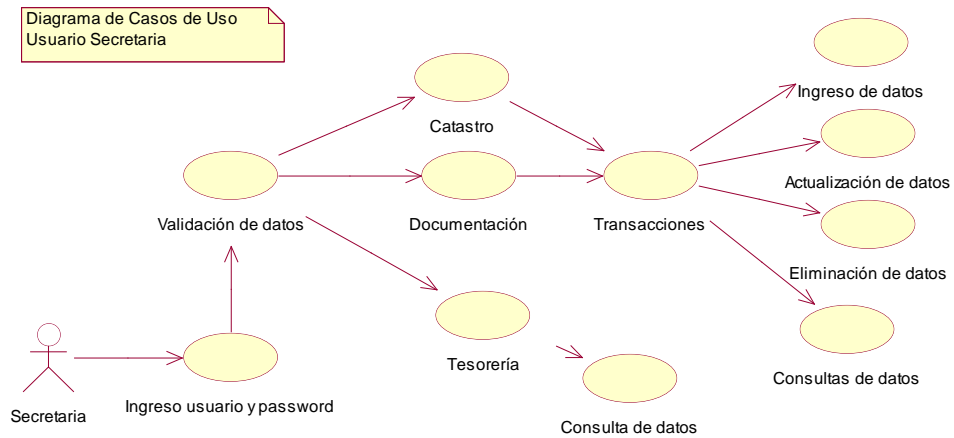 Diagrama de Casos de Uso
Usuario Secretaria
Ingreso de datos
Catastro
Actualización de datos
Validación de datos
Documentación
Transacciones
Eliminación de datos
Tesorería
Consultas de datos
Ingreso usuario y password
Secretaria
Consulta de datos